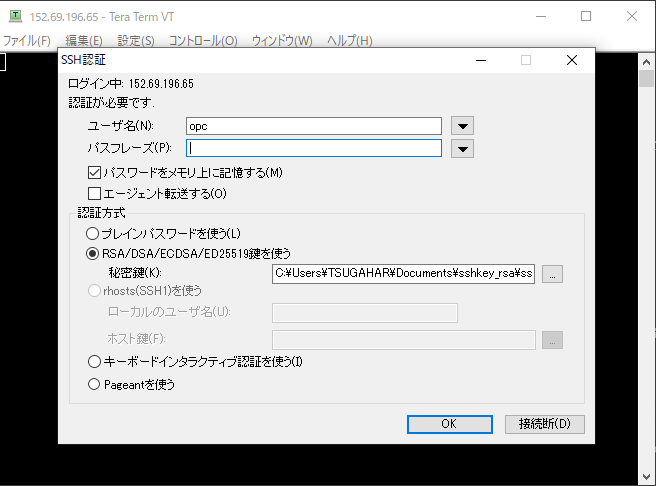 152.69.196.65 - Tera Term VT
ファイル(F) 編集(E) 設定(S) コントロール(O) ウィンドウ(W) ヘルプ(H)
SSH認証
ログイン中: 152.69.196.65
認証が必要です.
ユーザ名(N): opc
パスフレーズ(P):
パスワードをメモリ上に記憶する(M)
エージェント転送する(O)
認証方式
プレインパスワードを使う(L)
RSA/DSA/ECDSA/ED25519鍵を使う
秘密鍵(K): C:¥Users¥TSUGAHAR¥Documents¥sshkey_rsa¥ss ...
rhosts(SSH1)を使う
ローカルのユーザ名(U):
ホスト鍵(F): ...
キーボードインタラクティブ認証を使う(I)
Pageantを使う
OK 接続断(D)